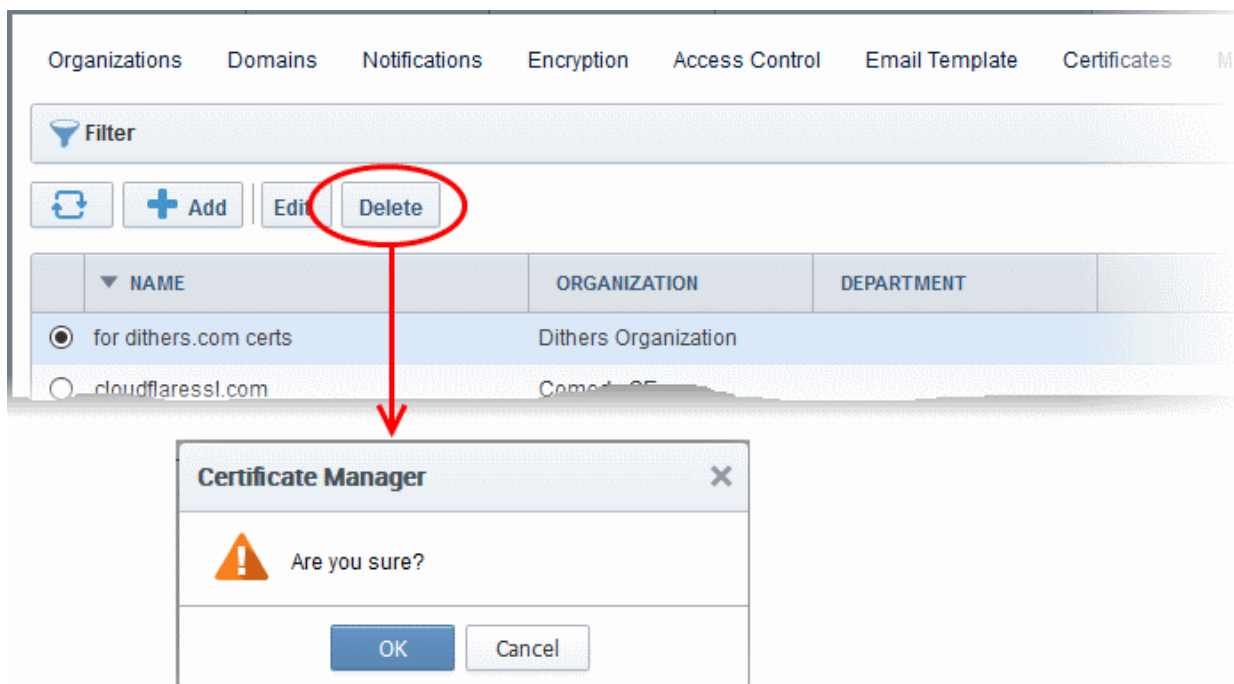 Organizations Domains Notifications Encryption Access Control Email Template Certificates M
Filter
Add Edit Delete
NAME ORGANIZATION DEPARTMENT
for dithers.com certs Dithers Organization
cloudflaressl.com
Certificate Manager
Are you sure?
OK Cancel